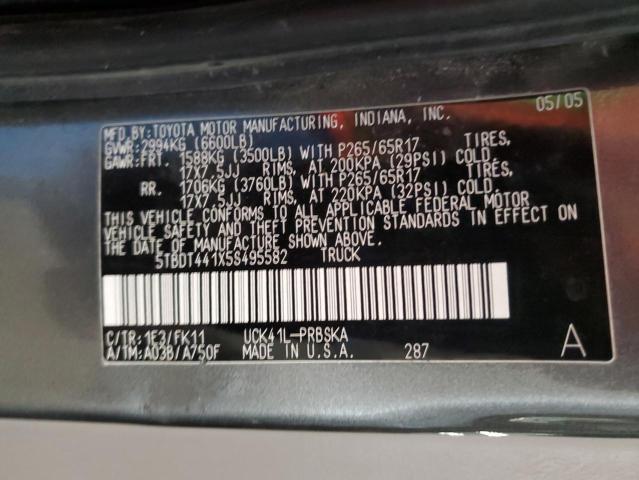 05/05
MFD.BY:TOYOTA MOTOR MANUFACTURING, INDIANA, INC.
GVWR:2994KG (6600LB)
GAWR:FRT. 1588KG (3500LB) WITH P265/65R17 TIRES,
17X7.5JJ RIMS, AT 200KPA (29PSI) COLD.
RR. 1706KG (3760LB) WITH P265/65R17 TIRES,
17X7.5JJ RIMS, AT 220KPA (32PSI) COLD.
THIS VEHICLE CONFORMS TO ALL APPLICABLE FEDERAL MOTOR
VEHICLE SAFETY AND THEFT PREVENTION STANDARDS IN EFFECT ON
THE DATE OF MANUFACTURE SHOWN ABOVE.
5TBDT441X5S495582 TRUCK
C/TR:1E3/FK11 UCK41L-PRBSKA
A/TM:A03B/A750F MADE IN U.S.A. 287 A